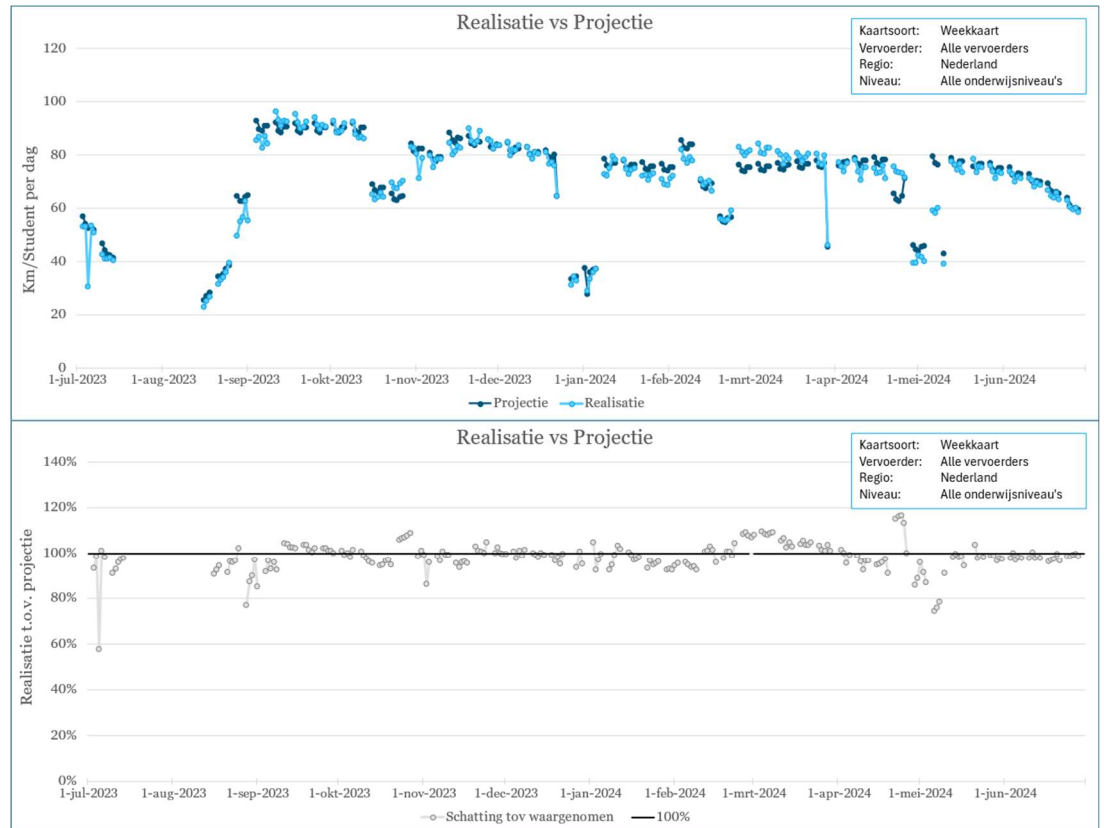 Realisatie vs Projectie
Kaartsoort: Weekkaart
Vervoerder: Alle vervoerders
Regio: Nederland
Niveau: Alle onderwijsniveau's
Km/Student per dag
120
100
80
60
40
20
0
1-jul-2023 1-aug-2023 1-sep-2023 1-okt-2023 1-nov-2023 1-dec-2023 1-jan-2024 1-feb-2024 1-mrt-2024 1-apr-2024 1-mei-2024 1-jun-2024
Projectie Realisatie
Realisatie vs Projectie
Kaartsoort: Weekkaart
Vervoerder: Alle vervoerders
Regio: Nederland
Niveau: Alle onderwijsniveau's
Realisatie t.o.v. projectie
140%
120%
100%
80%
60%
40%
20%
0%
1-jul-2023 1-aug-2023 1-sep-2023 1-okt-2023 1-nov-2023 1-dec-2023 1-jan-2024 1-feb-2024 1-mrt-2024 1-apr-2024 1-mei-2024 1-jun-2024
Schatting tov waargenomen 100%